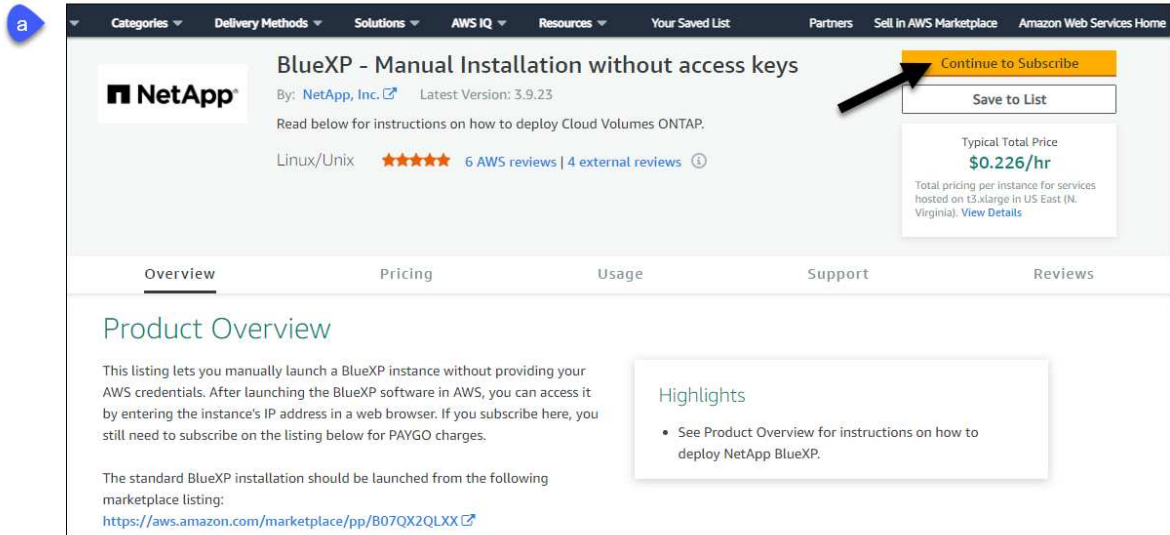 a
Categories Delivery Methods Solutions AWS IQ Resources Your Saved List Partners Sell in AWS Marketplace Amazon Web Services Home
NetApp®
BlueXP - Manual Installation without access keys
By: NetApp, Inc. Latest Version: 3.9.23
Read below for instructions on how to deploy Cloud Volumes ONTAP.
Linux/Unix ★★★★★ 6 AWS reviews | 4 external reviews
Continue to Subscribe
Save to List
Typical Total Price
$0.226/hr
Total pricing per instance for services
hosted on t3.xlarge in US East (N.
Virginia). View Details
Overview Pricing Usage Support Reviews
Product Overview
This listing lets you manually launch a BlueXP instance without providing your
AWS credentials. After launching the BlueXP software in AWS, you can access it
by entering the instance's IP address in a web browser. If you subscribe here, you
still need to subscribe on the listing below for PAYGO charges.
The standard BlueXP installation should be launched from the following
marketplace listing:
https://aws.amazon.com/marketplace/pp/B07QX2QLXX
Highlights
• See Product Overview for instructions on how to
deploy NetApp BlueXP.